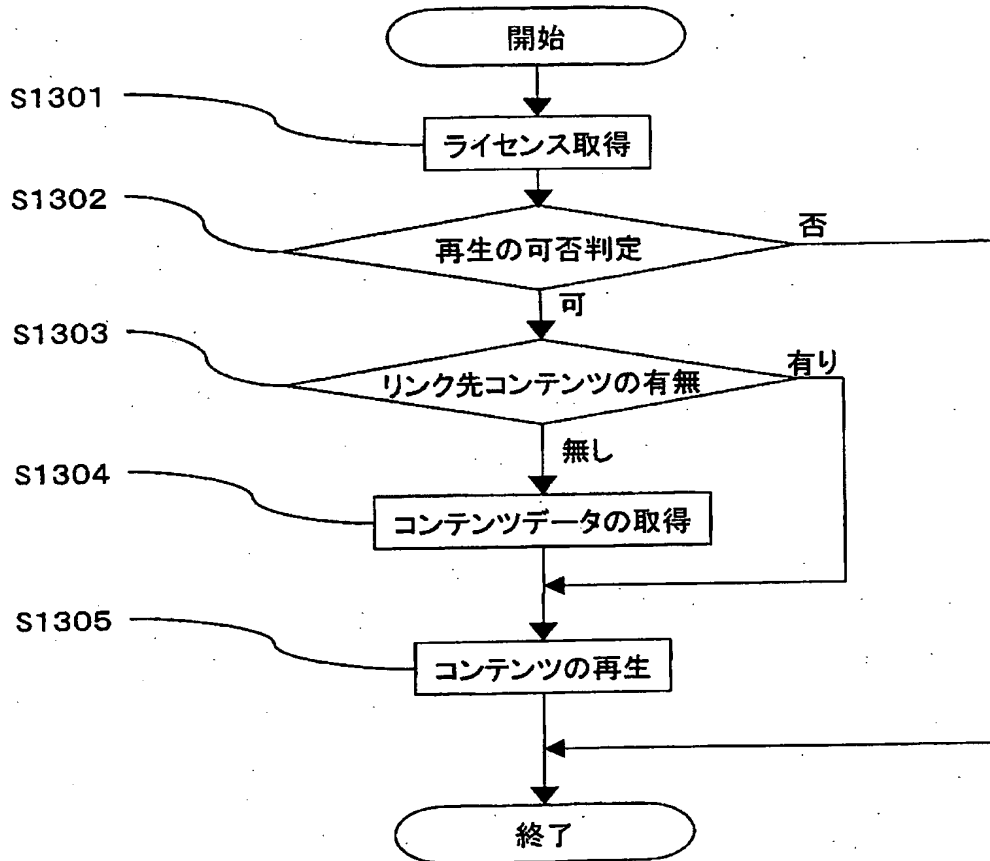 開始
S1301
ライセンス取得
S1302
再生の可否判定
否
可
S1303
リンク先コンテンツの有無
有り
無し
S1304
コンテンツデータの取得
S1305
コンテンツの再生
終了